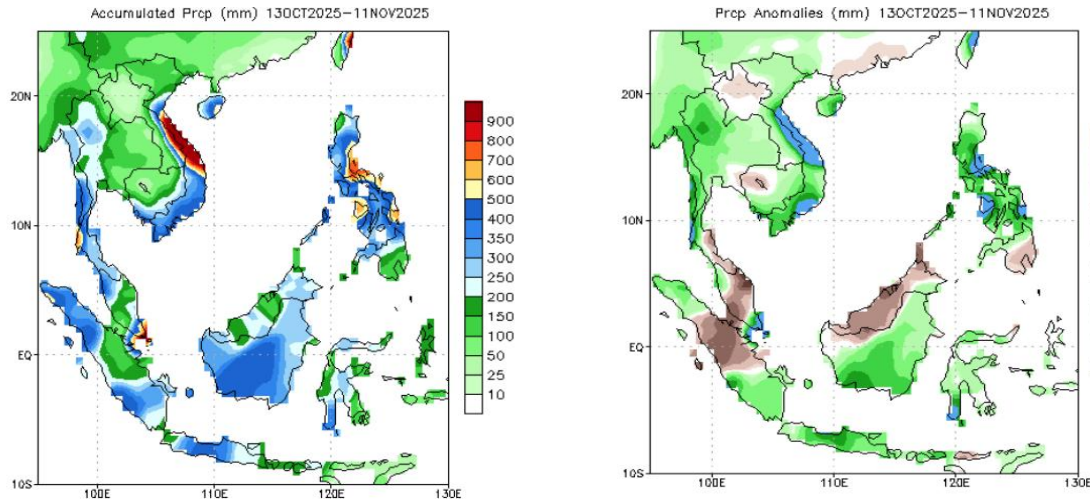 Accumulated Prcp (mm) 13OCT2025-11NOV2025
20N
10N
EQ
10S
100E
110E
120E
130E
900
800
700
600
500
400
350
300
250
200
150
100
50
25
10
Prcp Anomalies (mm) 13OCT2025-11NOV2025
20N
10N
EQ
10S
100E
110E
120E
130E